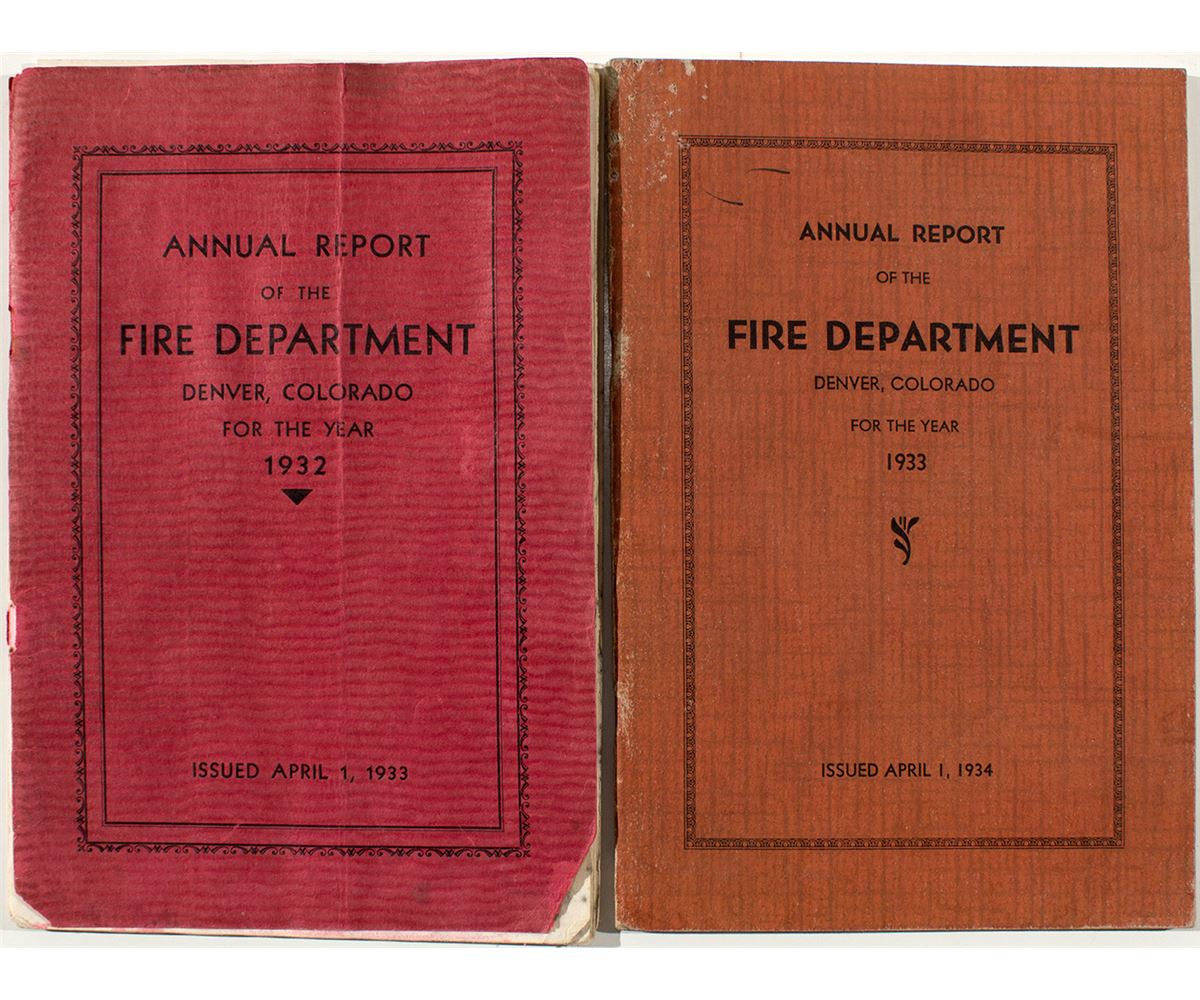 ANNUAL REPORT
OF THE
FIRE DEPARTMENT
DENVER, COLORADO
FOR THE YEAR
1932
ISSUED APRIL 1, 1933
ANNUAL REPORT
OF THE
FIRE DEPARTMENT
DENVER, COLORADO
FOR THE YEAR
1933
ISSUED APRIL 1, 1934